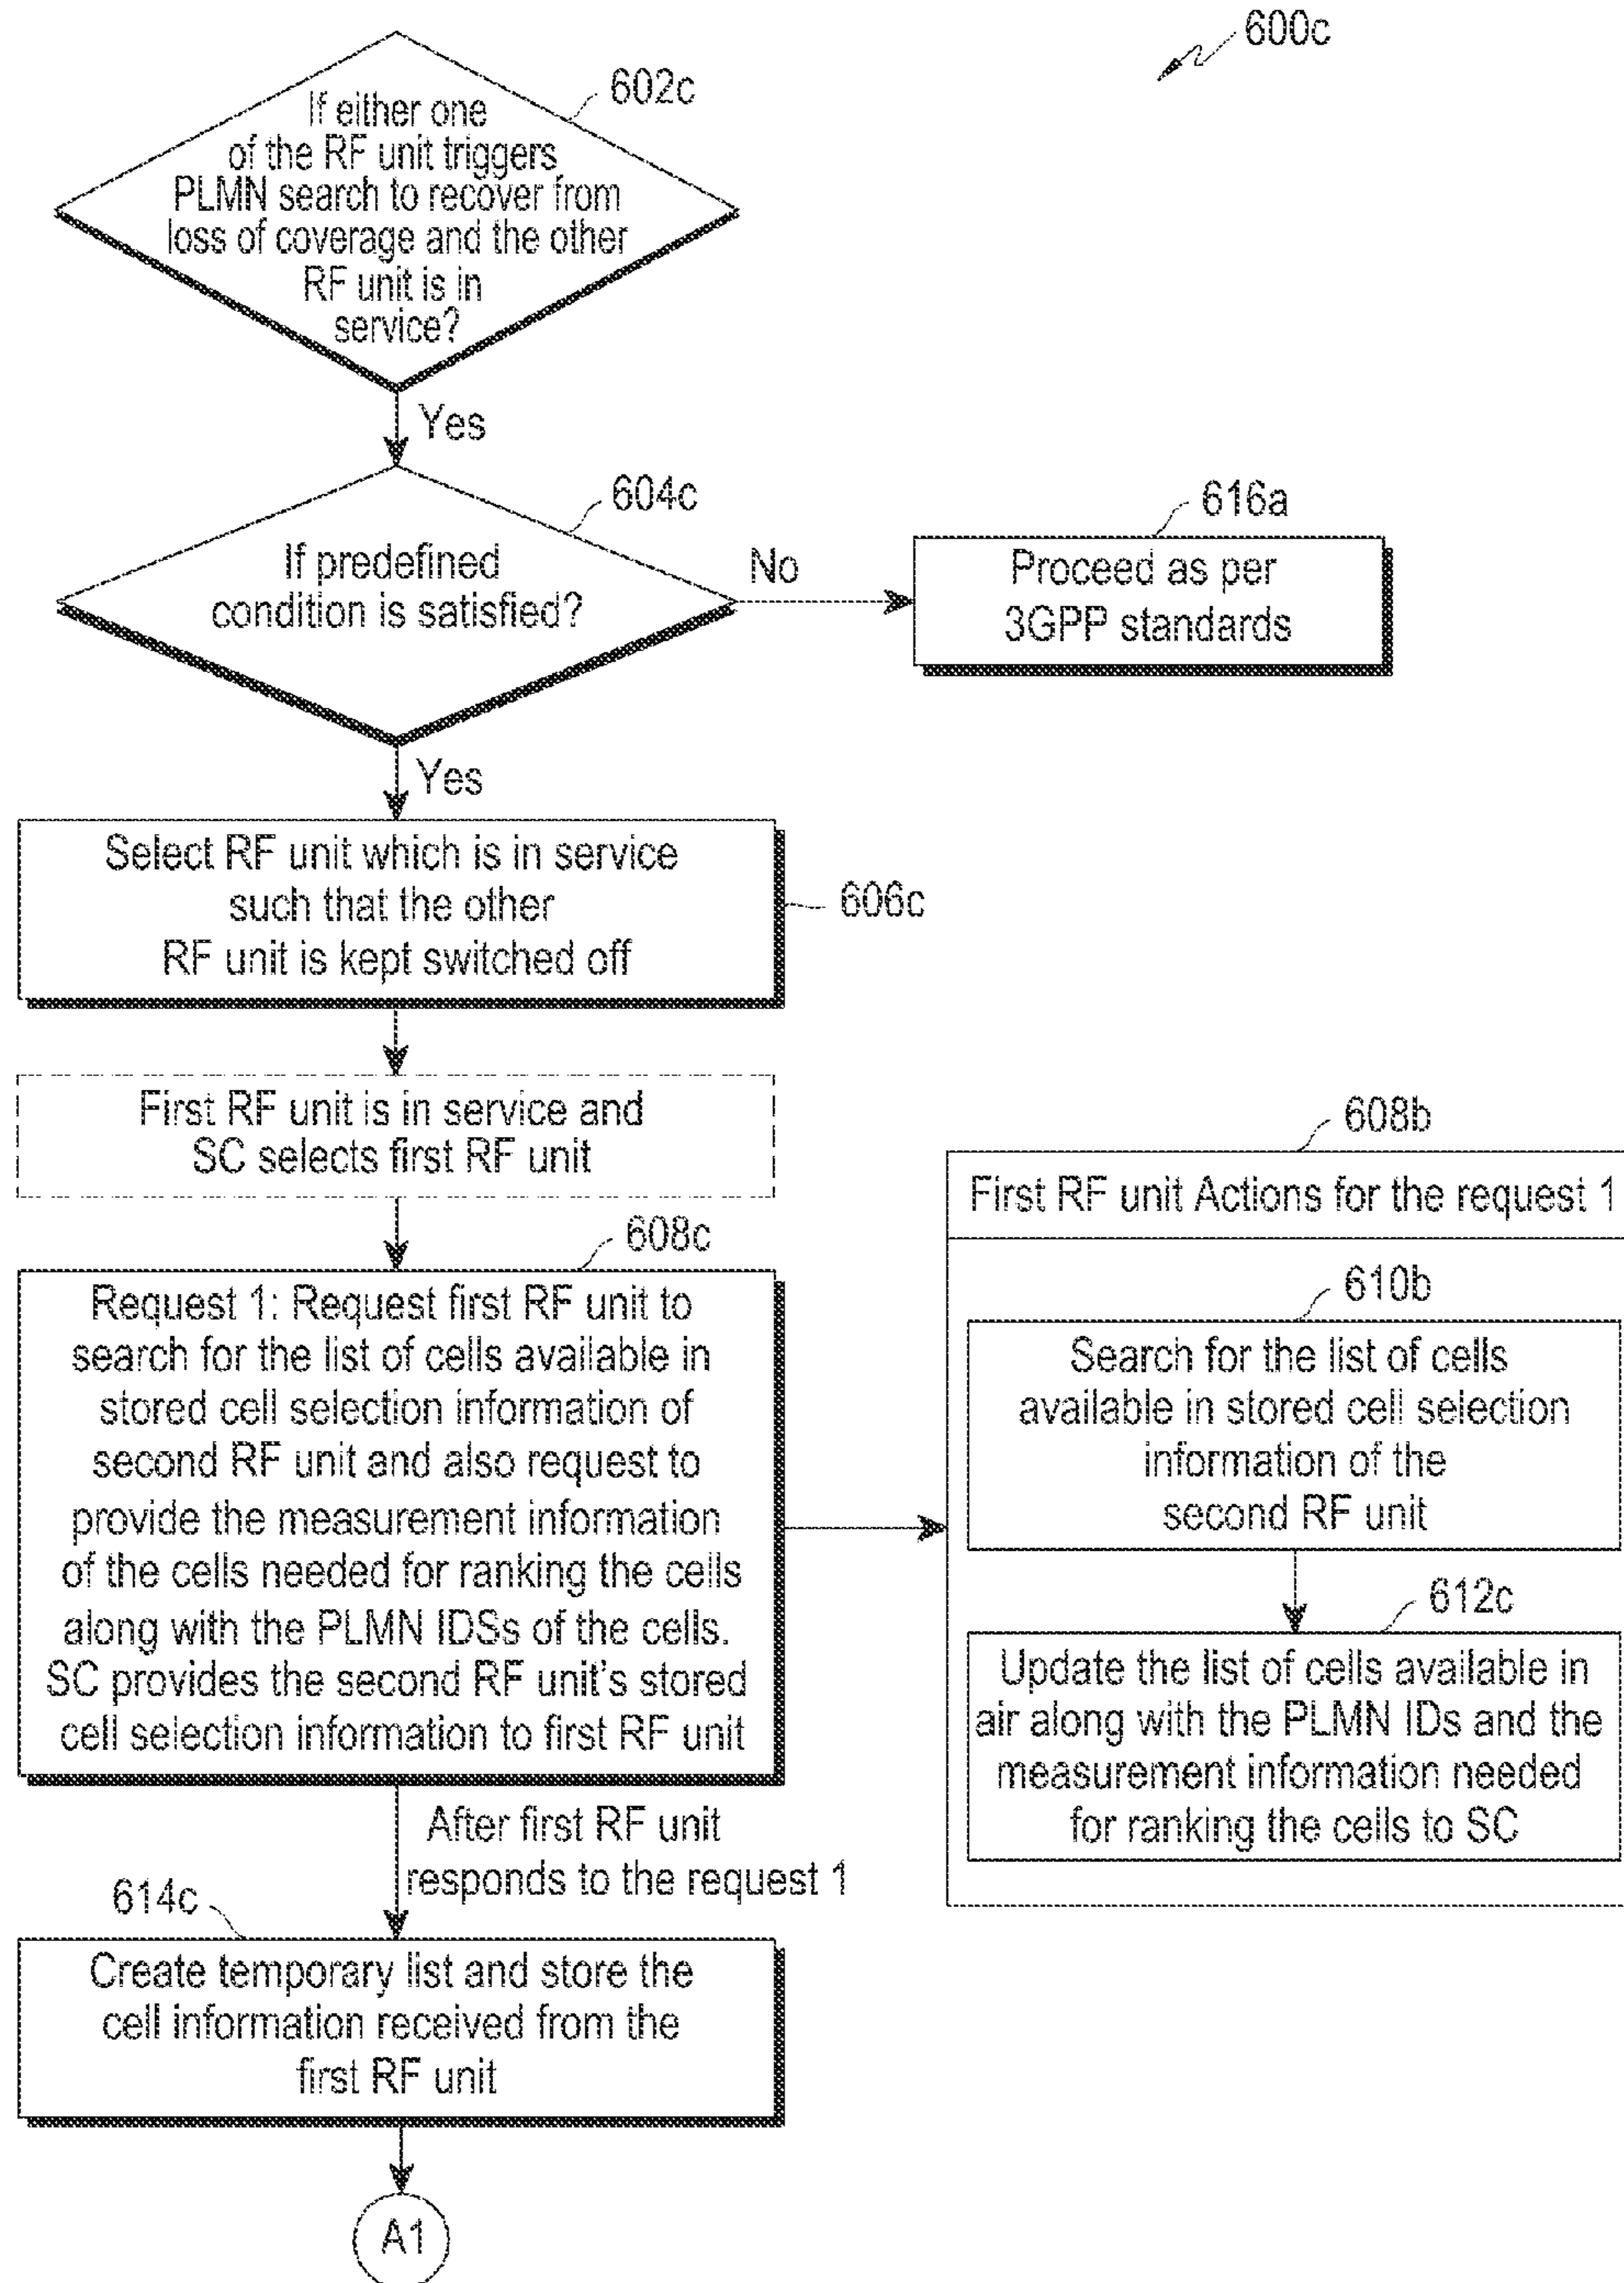 600c
602c
If either one
of the RF unit triggers
PLMN search to recover from
loss of coverage and the other
RF unit is in
service?
Yes
604c
If predefined
condition is satisfied?
No
616a
Proceed as per
3GPP standards
Yes
Select RF unit which is in service
such that the other
RF unit is kept switched off
606c
First RF unit is in service and
SC selects first RF unit
608c
Request 1: Request first RF unit to
search for the list of cells available in
stored cell selection information of
second RF unit and also request to
provide the measurement information
of the cells needed for ranking the cells
along with the PLMN IDSs of the cells.
SC provides the second RF unit's stored
cell selection information to first RF unit
608b
First RF unit Actions for the request 1
610b
Search for the list of cells
available in stored cell selection
information of the
second RF unit
612c
Update the list of cells available in
air along with the PLMN IDs and the
measurement information needed
for ranking the cells to SC
After first RF unit
responds to the request 1
614c
Create temporary list and store the
cell information received from the
first RF unit
A1